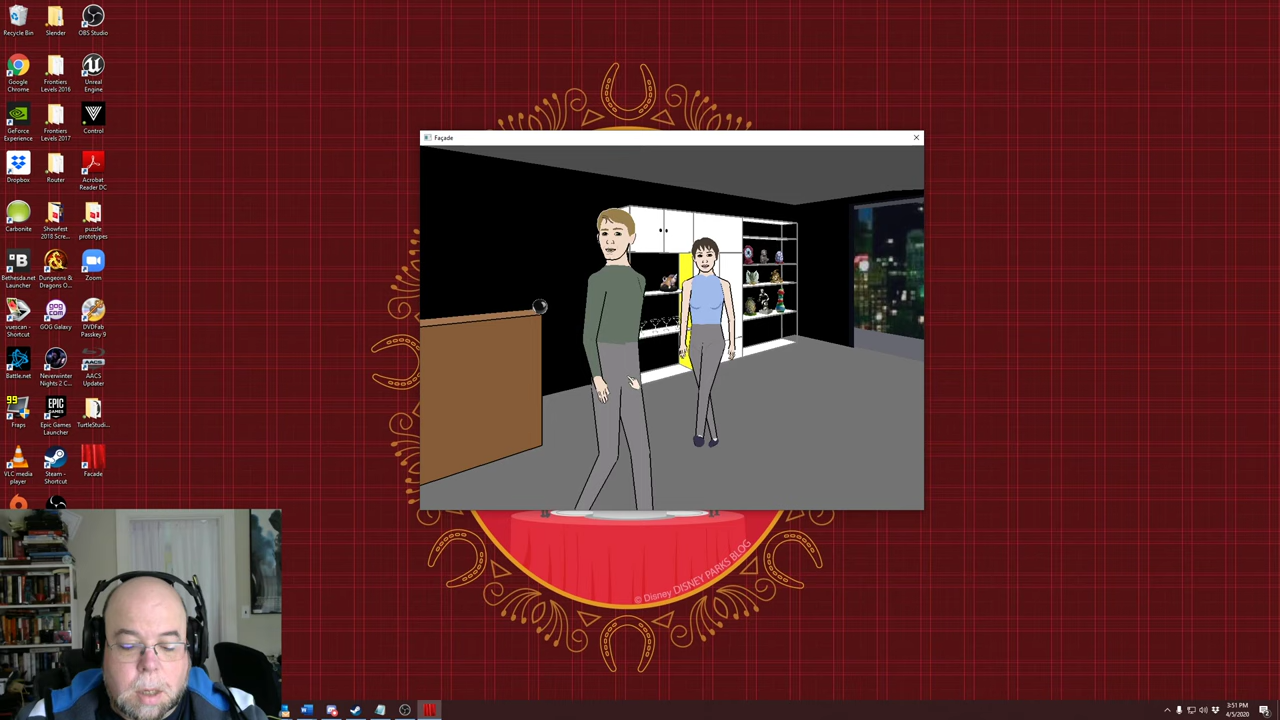 Recycle Bin
Slender
OBS Studio
Google
Chrome
Frontiers
Levels 2016
Unreal
Engine
GeForce
Experience
Frontiers
Levels 2017
Control
Dropbox
Router
Acrobat
Reader DC
Carbonite
Showfest
2018 Scre...
puzzle
prototypes
Bethesda.net
Launcher
Dungeons &
Dragons O...
Zoom
vuescan -
Shortcut
GOG Galaxy
DVDFab
Passkey 9
Battle.net
Neverwinter
Nights 2 C...
AACS
Updater
99
Fraps
EPIC
GAMES
Epic Games
Launcher
TurtleStudi...
VLC media
player
Steam -
Shortcut
Facade
Façade
© Disney DISNEY PARKS BLOG
3:51 PM
4/5/2020